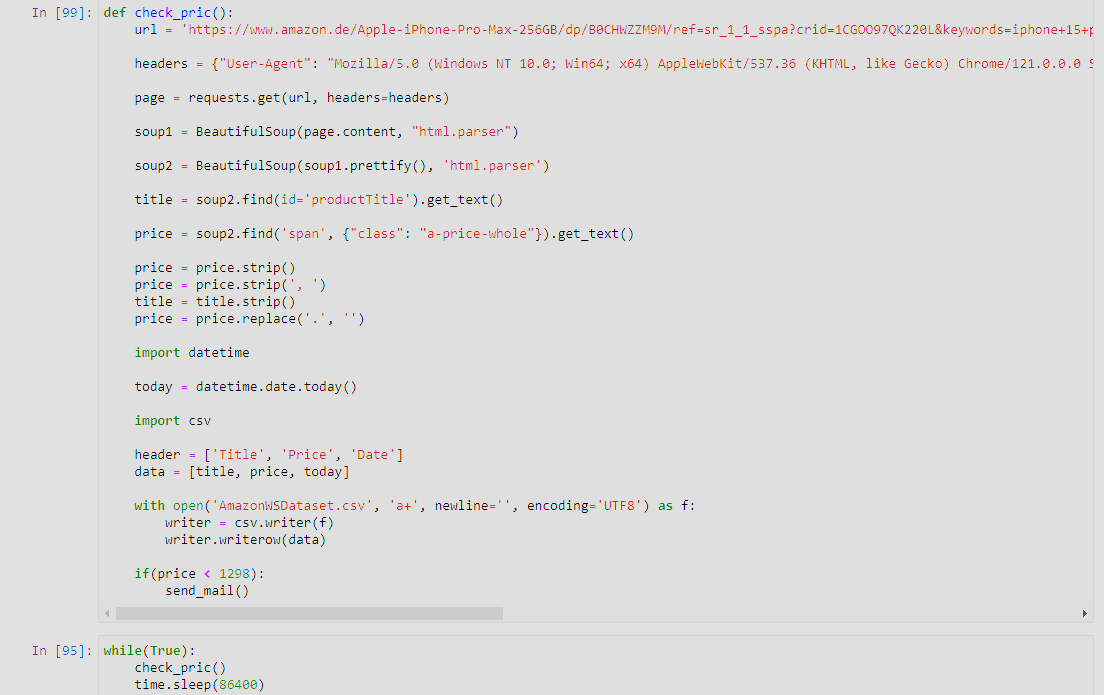 In [99]: def check_pric():
url = 'https://www.amazon.de/Apple-iPhone-Pro-Max-256GB/dp/B0CHWZZM9M/ref=sr_1_1_sspa?crid=1CGOO97QK220L&keywords=iphone+15+p
headers = {"User-Agent": "Mozilla/5.0 (Windows NT 10.0; Win64; x64) AppleWebKit/537.36 (KHTML, like Gecko) Chrome/121.0.0.0 S
page = requests.get(url, headers=headers)
soup1 = BeautifulSoup(page.content, "html.parser")
soup2 = BeautifulSoup(soup1.prettify(), 'html.parser')
title = soup2.find(id='productTitle').get_text()
price = soup2.find('span', {"class": "a-price-whole"}).get_text()
price = price.strip()
price = price.strip(', ')
title = title.strip()
price = price.replace('.', '')
import datetime
today = datetime.date.today()
import csv
header = ['Title', 'Price', 'Date']
data = [title, price, today]
with open('AmazonWSDataset.csv', 'a+', newline='', encoding='UTF8') as f:
writer = csv.writer(f)
writer.writerow(data)
if(price < 1298):
send_mail()
In [95]: while(True):
check_pric()
time.sleep(86400)